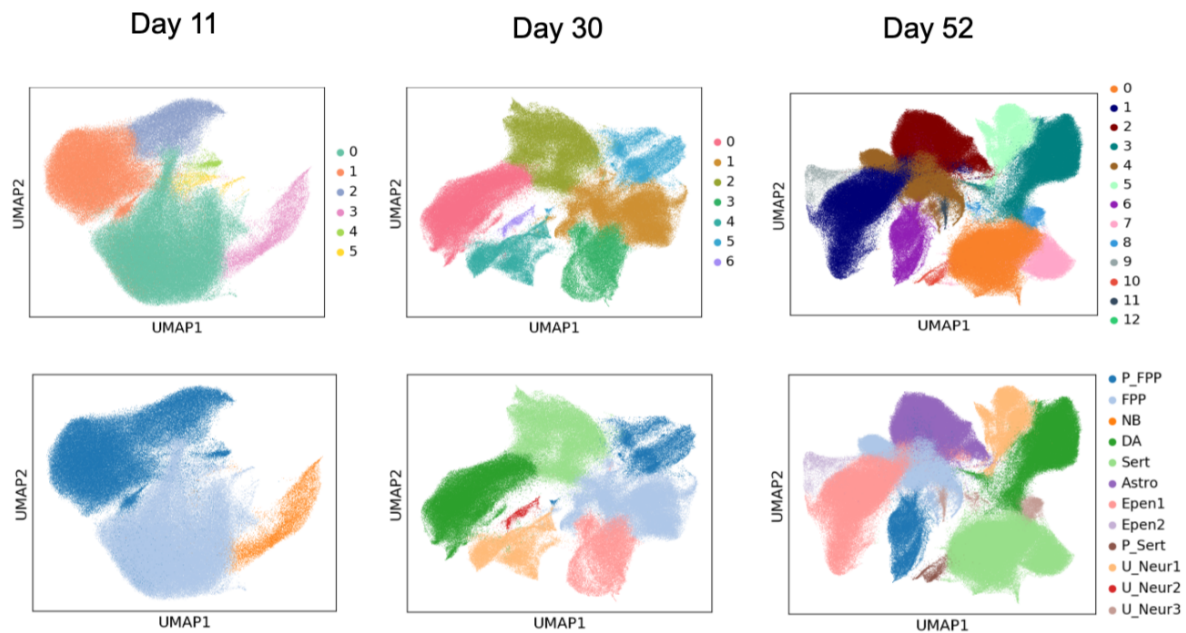 Day 11
Day 30
Day 52
UMAP2
UMAP1
0
1
2
3
4
5
UMAP2
UMAP1
0
1
2
3
4
5
6
UMAP2
UMAP1
0
1
2
3
4
5
6
7
8
9
10
11
12
UMAP2
UMAP1
UMAP2
UMAP1
UMAP2
UMAP1
P_FPP
FPP
NB
DA
Sert
Astro
Epen1
Epen2
P_Sert
U_Neur1
U_Neur2
U_Neur3